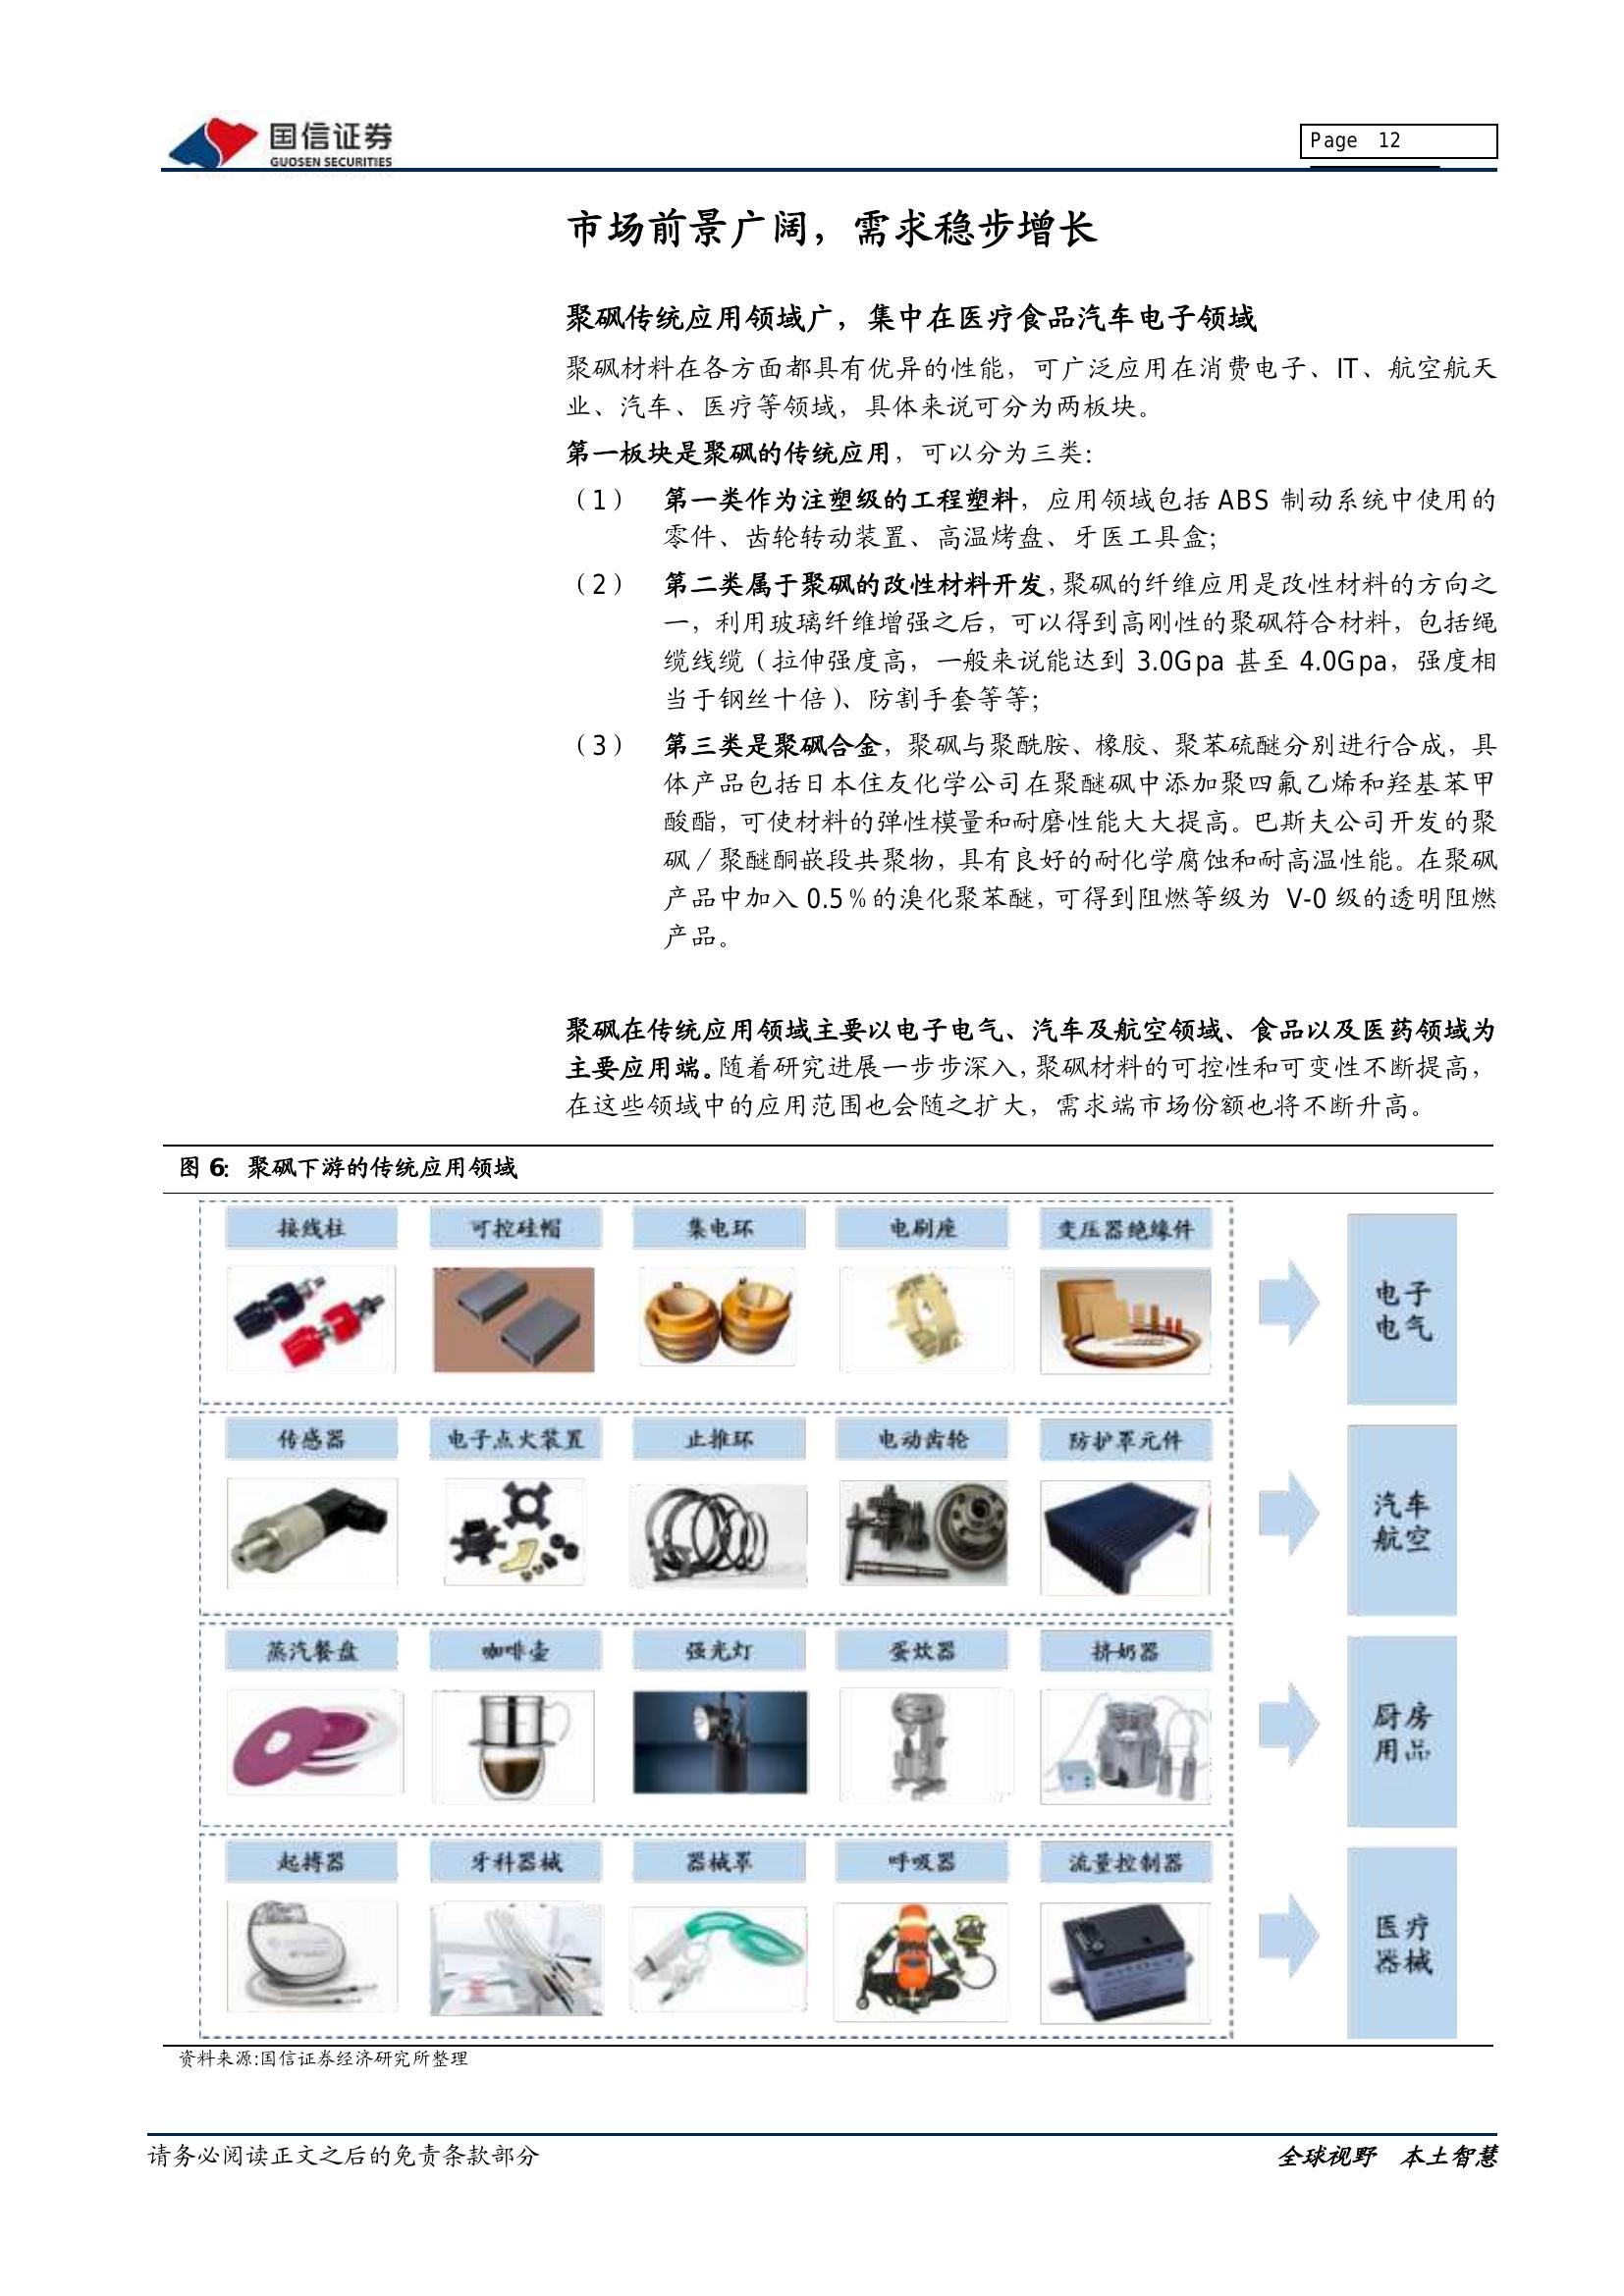 国信证券
GUOSEN SECURITIES
Page 12
市场前景广阔，需求稳步增长
聚砜传统应用领域广，集中在医疗食品汽车电子领域
聚砜材料在各方面都具有优异的性能，可广泛应用在消费电子、IT、航空航天
业、汽车、医疗等领域，具体来说可分为两板块。
第一板块是聚砜的传统应用，可以分为三类：
（1） 第一类作为注塑级的工程塑料，应用领域包括 ABS 制动系统中使用的
零件、齿轮转动装置、高温烤盘、牙医工具盒；
（2） 第二类属于聚砜的改性材料开发，聚砜的纤维应用是改性材料的方向之
一，利用玻璃纤维增强之后，可以得到高刚性的聚砜符合材料，包括绳
缆线缆（拉伸强度高，一般来说能达到 3.0Gpa 甚至 4.0Gpa，强度相
当于钢丝十倍）、防割手套等等；
（3） 第三类是聚砜合金，聚砜与聚酰胺、橡胶、聚苯硫醚分别进行合成，具
体产品包括日本住友化学公司在聚醚砜中添加聚四氟乙烯和羟基苯甲
酸酯，可使材料的弹性模量和耐磨性能大大提高。巴斯夫公司开发的聚
砜/聚醚酮嵌段共聚物，具有良好的耐化学腐蚀和耐高温性能。在聚砜
产品中加入 0.5%的溴化聚苯醚，可得到阻燃等级为 V-0 级的透明阻燃
产品。
聚砜在传统应用领域主要以电子电气、汽车及航空领域、食品以及医药领域为
主要应用端。随着研究进展一步步深入，聚砜材料的可控性和可变性不断提高，
在这些领域中的应用范围也会随之扩大，需求端市场份额也将不断升高。
图 6: 聚砜下游的传统应用领域
接线柱 可控硅帽 集电环 电刷座 变压器绝缘件
电子
电气
传感器 电子点火装置 止推环 电动齿轮 防护罩元件
汽车
航空
蒸汽餐盘 咖啡壶 强光灯 蛋炊器 挤奶器
厨房
用品
起搏器 牙科器械 器械罩 呼吸器 流量控制器
医疗
器械
资料来源:国信证券经济研究所整理
请务必阅读正文之后的免责条款部分
全球视野 本土智慧